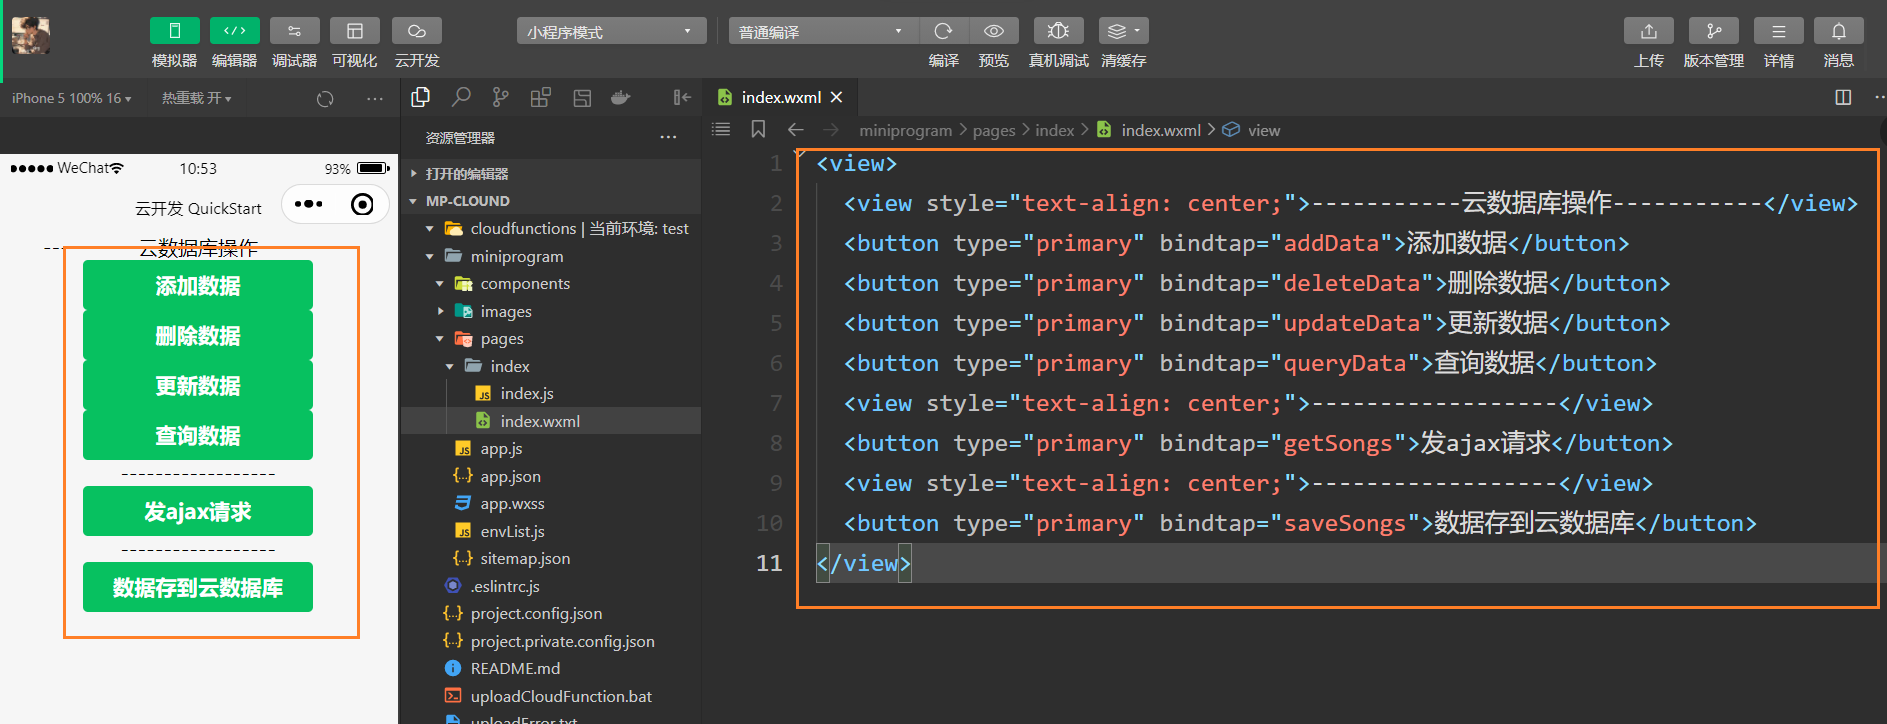 模拟器 编辑器 调试器 可视化 云开发 小程序模式 普通编译 编译 预览 真机调试 清缓存 上传 版本管理 详情 消息
iPhone 5 100% 16 热重载 开
WeChat 10:53 93%
云开发 QuickStart
云数据库操作
添加数据
删除数据
更新数据
查询数据
------------------
发ajax请求
------------------
数据存到云数据库
资源管理器
打开的编辑器
MP-CLOUND
cloudfunctions | 当前环境: test
miniprogram
components
images
pages
index
index.js
index.wxml
app.js
app.json
app.wxss
envList.js
sitemap.json
.eslintrc.js
project.config.json
project.private.config.json
README.md
uploadCloudFunction.bat
uploadError.txt
index.wxml
miniprogram > pages > index > index.wxml > view
1 <view>
2 <view style="text-align: center;">-----------云数据库操作-----------</view>
3 <button type="primary" bindtap="addData">添加数据</button>
4 <button type="primary" bindtap="deleteData">删除数据</button>
5 <button type="primary" bindtap="updateData">更新数据</button>
6 <button type="primary" bindtap="queryData">查询数据</button>
7 <view style="text-align: center;">------------------</view>
8 <button type="primary" bindtap="getSongs">发ajax请求</button>
9 <view style="text-align: center;">------------------</view>
10 <button type="primary" bindtap="saveSongs">数据存到云数据库</button>
11 </view>